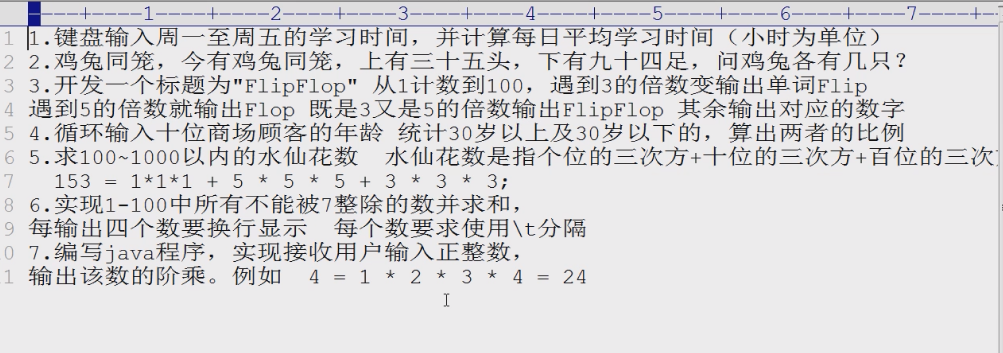 ----+----1----+----2----+----3----+----4----+----5----+----6----+----7----+--
1 1.键盘输入周一至周五的学习时间，并计算每日平均学习时间（小时为单位）
2 2.鸡兔同笼，今有鸡兔同笼，上有三十五头，下有九十四足，问鸡兔各有几只？
3 3.开发一个标题为"FlipFlop" 从1计数到100，遇到3的倍数变输出单词Flip
4 遇到5的倍数就输出Flop 既是3又是5的倍数输出FlipFlop 其余输出对应的数字
5 4.循环输入十位商场顾客的年龄 统计30岁以上及30岁以下的，算出两者的比例
6 5.求100~1000以内的水仙花数  水仙花数是指个位的三次方+十位的三次方+百位的三次
7   153 = 1*1*1 + 5 * 5 * 5 + 3 * 3 * 3;
8 6.实现1-100中所有不能被7整除的数并求和，
9 每输出四个数要换行显示  每个数要求使用\t分隔
0 7.编写java程序，实现接收用户输入正整数，
1 输出该数的阶乘。例如  4 = 1 * 2 * 3 * 4 = 24